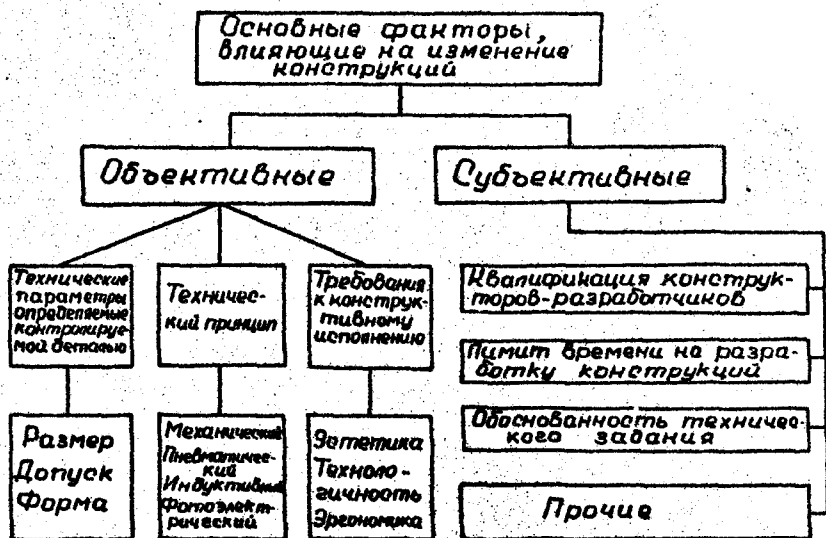 Основные факторы,
влияющие на изменение
конструкций
Объективные
Субъективные
Технические
параметры
определяемые
контролируе-
мой деталью
Техничес-
кий принцип
Требования
к конструк-
тивному
исполнению
Размер
Допуск
Форма
Механический
Пневматичес-
кий
Индуктивный
Фотоэлект-
рический
Эстетика
Техноло-
гичность
Эргономика
Квалификация конструк-
торов-разработчиков
Лимит времени на разра-
ботку конструкций
Обоснованность техничес-
кого задания
Прочие